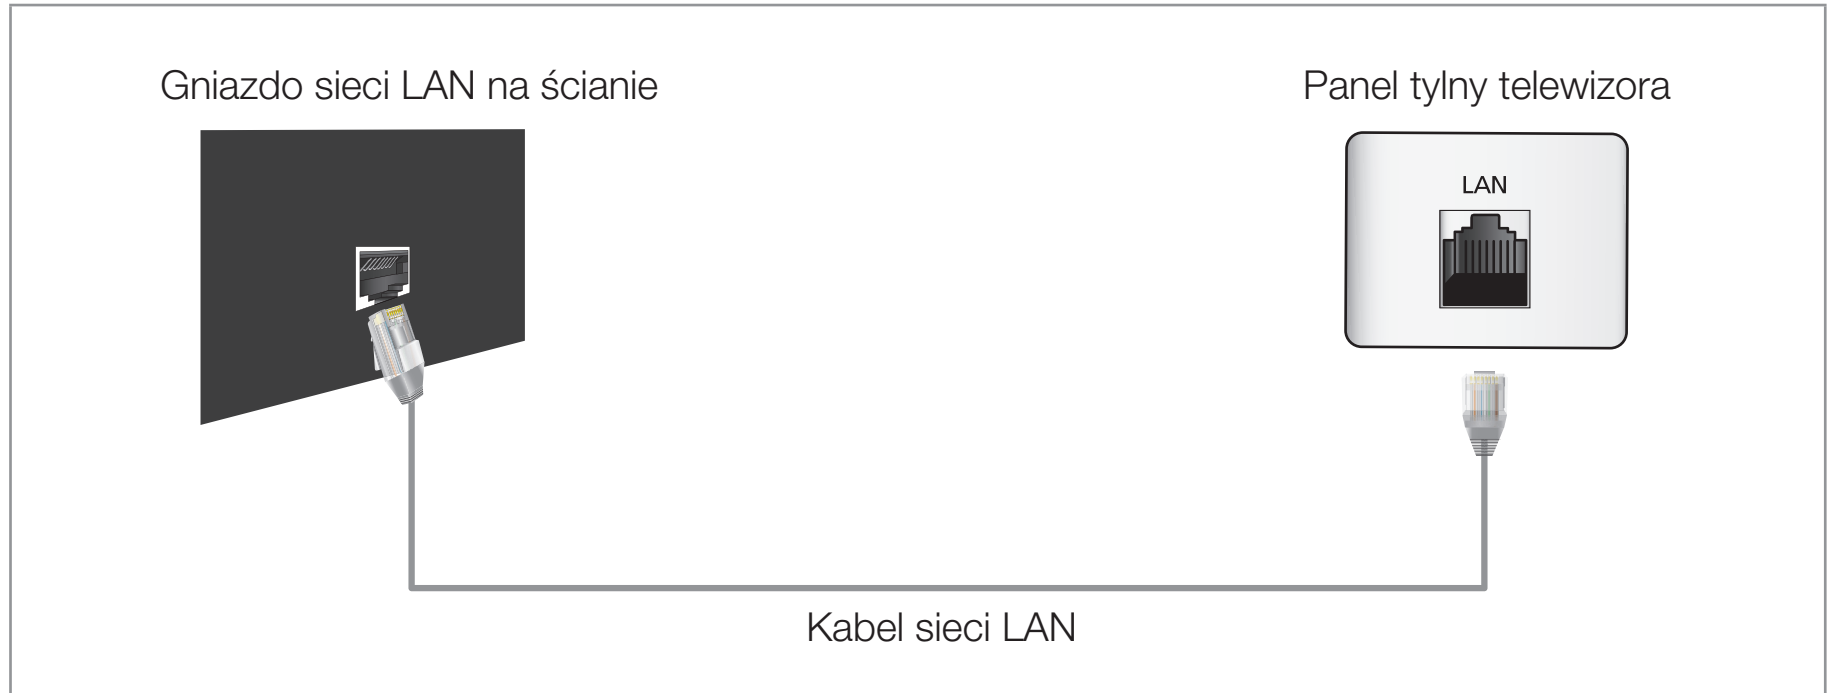 Gniazdo sieci LAN na ścianie
Panel tylny telewizora
LAN
Kabel sieci LAN